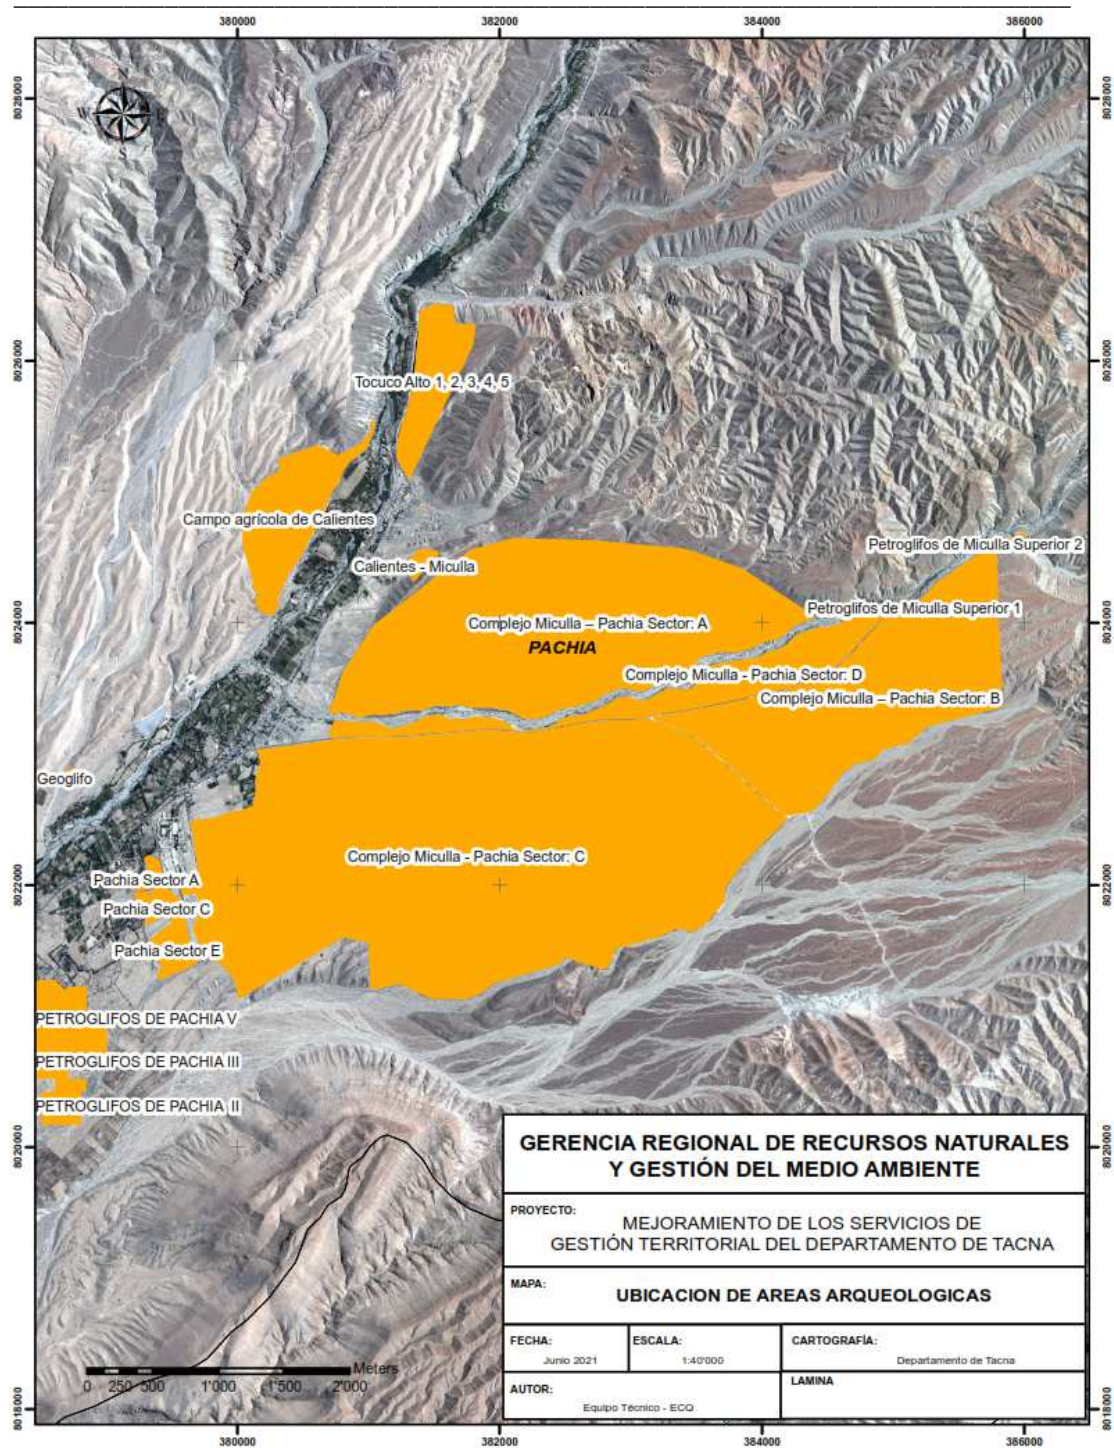 380000 382000 384000 386000
8028000 8028000
N
W E
S
8026000 8026000
Tocuco Alto 1, 2, 3, 4, 5
Campo agrícola de Calientes
Petroglifos de Miculla Superior 2
Calientes - Miculla
Petroglifos de Miculla Superior 1
8024000 8024000
Complejo Miculla – Pachia Sector: A
PACHIA
Complejo Miculla - Pachia Sector: D
Complejo Miculla – Pachia Sector: B
Geoglifo
Complejo Miculla - Pachia Sector: C
8022000 8022000
Pachia Sector A
Pachia Sector C
Pachia Sector E
PETROGLIFOS DE PACHIA V
PETROGLIFOS DE PACHIA III
PETROGLIFOS DE PACHIA II
8020000 8020000
GERENCIA REGIONAL DE RECURSOS NATURALES
Y GESTIÓN DEL MEDIO AMBIENTE
PROYECTO:
MEJORAMIENTO DE LOS SERVICIOS DE
GESTIÓN TERRITORIAL DEL DEPARTAMENTO DE TACNA
MAPA:
UBICACION DE AREAS ARQUEOLOGICAS
FECHA: ESCALA: CARTOGRAFÍA:
Junio 2021 1:40'000 Departamento de Tacna
AUTOR: LAMINA
Equipo Técnico - ECQ
Meters
0 250 500 1'000 1'500 2'000
8018000 8018000
380000 382000 384000 386000